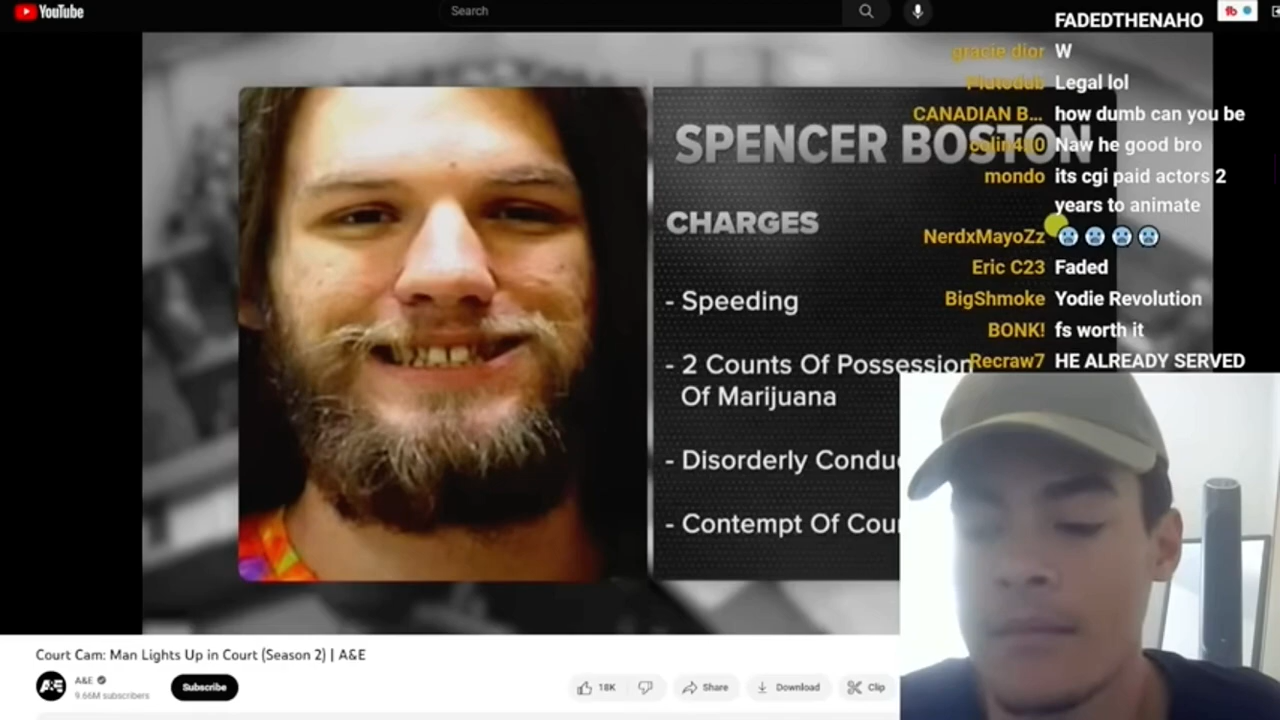 YouTube
Search
FADEDTHENAHO
gracie dior W
Plutodub Legal lol
CANADIAN B... how dumb can you be
colin480 Naw he good bro
mondo its cgi paid actors 2
years to animate
NerdxMayoZz
Eric C23 Faded
BigShmoke Yodie Revolution
BONK! fs worth it
Recraw7 HE ALREADY SERVED
SPENCER BOSTON
CHARGES
- Speeding
- 2 Counts Of Possession
Of Marijuana
- Disorderly Condu
- Contempt Of Cou
Court Cam: Man Lights Up in Court (Season 2) | A&E
A&E
A&E
9.66M subscribers
Subscribe
18K
Share
Download
Clip